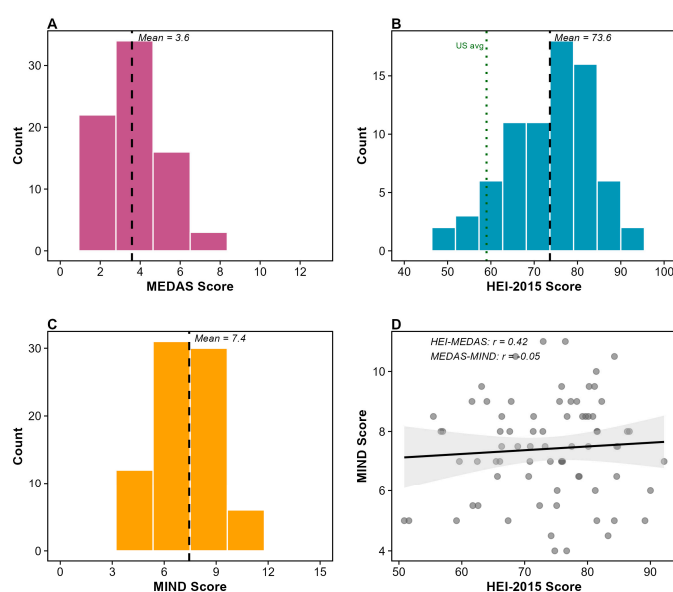 A
Mean = 3.6
Count
30
20
10
0
0 2 4 6 8 10 12
MEDAS Score
B
US avg
Mean = 73.6
Count
15
10
5
0
40 50 60 70 80 90 100
HEI-2015 Score
C
Mean = 7.4
Count
30
20
10
0
0 3 6 9 12 15
MIND Score
D
HEI-MEDAS: r = 0.42
MEDAS-MIND: r = 0.05
MIND Score
10
8
6
4
50 60 70 80 90
HEI-2015 Score